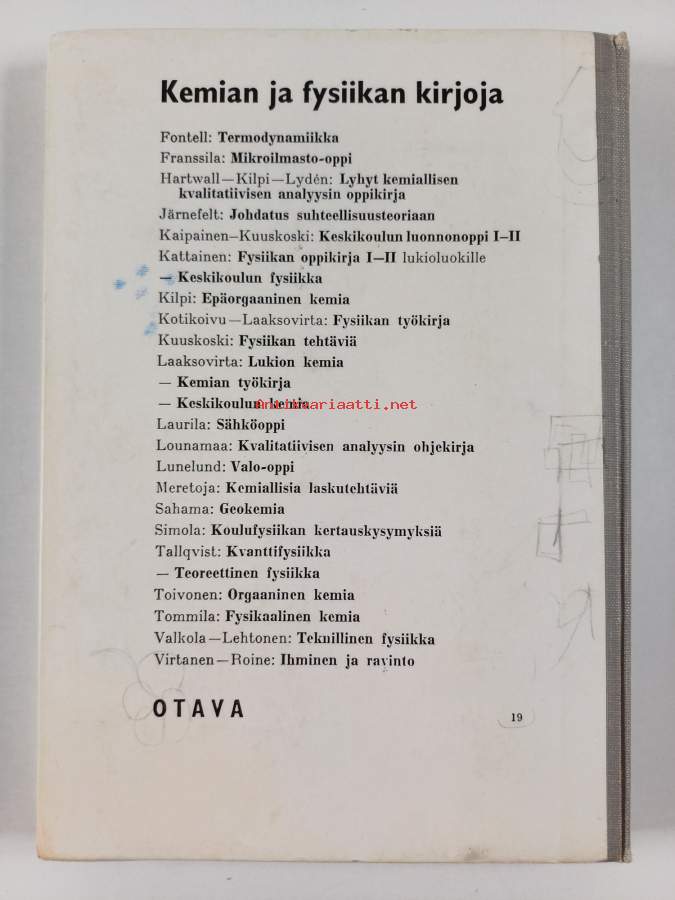 Kemian ja fysiikan kirjoja
Fontell: Termodynamiikka
Franssila: Mikroilmasto-oppi
Hartwall—Kilpi—Lydén: Lyhyt kemiallisen
kvalitatiivisen analyysin oppikirja
Järnefelt: Johdatus suhteellisuusteoriaan
Kaipainen—Kuuskoski: Keskikoulun luonnonoppi I—II
Kattainen: Fysiikan oppikirja I—II lukioluokille
— Keskikoulun fysiikka
Kilpi: Epäorgaaninen kemia
Kotikoivu—Laaksovirta: Fysiikan työkirja
Kuuskoski: Fysiikan tehtäviä
Laaksovirta: Lukion kemia
— Kemian työkirja
— Keskikoulun kemia
Antikvariaatti.net
Laurila: Sähköoppi
Lounamaa: Kvalitatiivisen analyysin ohjekirja
Lunelund: Valo-oppi
Meretoja: Kemiallisia laskutehtäviä
Sahama: Geokemia
Simola: Koulufysiikan kertauskysymyksiä
Tallqvist: Kvanttifysiikka
— Teoreettinen fysiikka
Toivonen: Orgaaninen kemia
Tommila: Fysikaalinen kemia
Valkola—Lehtonen: Teknillinen fysiikka
Virtanen—Roine: Ihminen ja ravinto
OTAVA
19